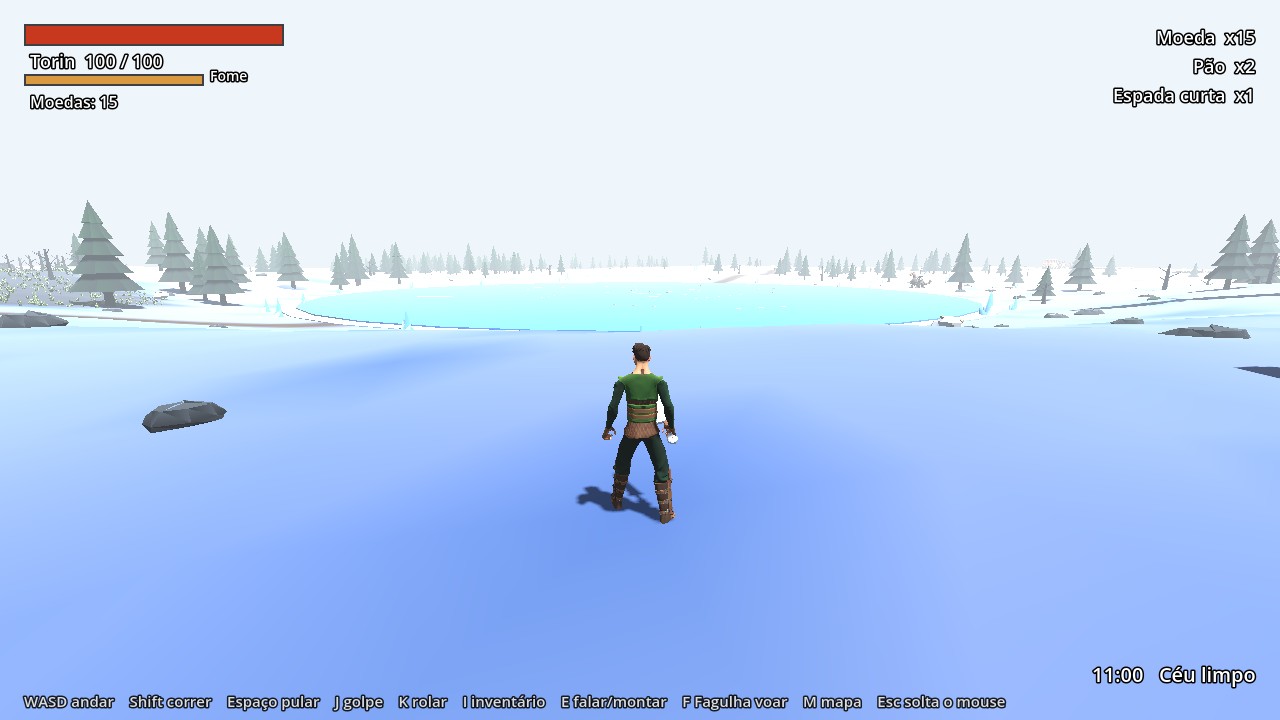 Torin 100 / 100
Fome
Moedas: 15
Moeda x15
Pão x2
Espada curta x1
11:00 Céu limpo
WASD andar Shift correr Espaço pular J golpe K rolar I inventário E falar/montar F Fagulha voar M mapa Esc solta o mouse